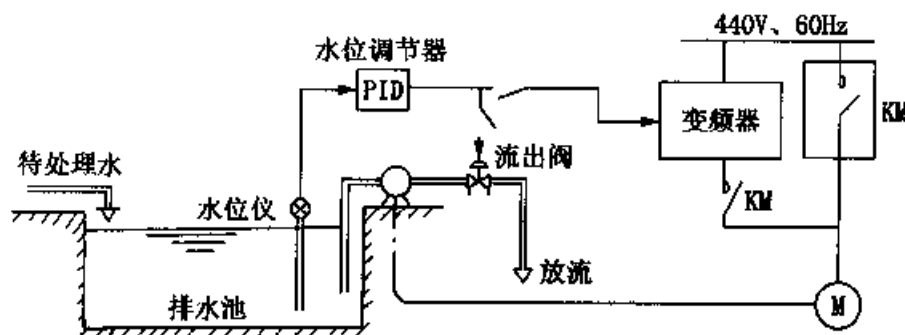 440V、60Hz
水位调节器
PID
变频器
KM
待处理水
流出阀
水位仪
KM
放流
排水池
M